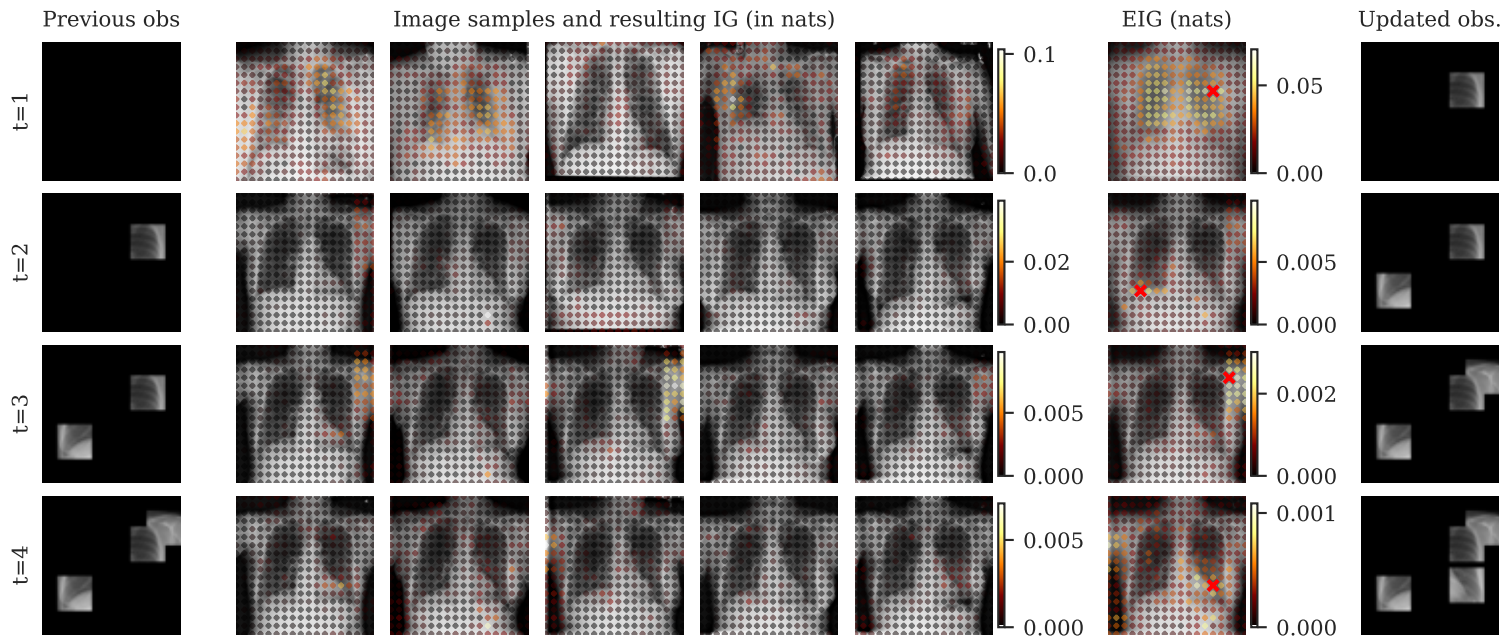 Previous obs
Image samples and resulting IG (in nats)
EIG (nats)
Updated obs.
t=1
0.1
0.0
0.05
0.00
t=2
0.02
0.00
0.005
0.000
t=3
0.005
0.000
0.002
0.000
t=4
0.005
0.000
0.001
0.000